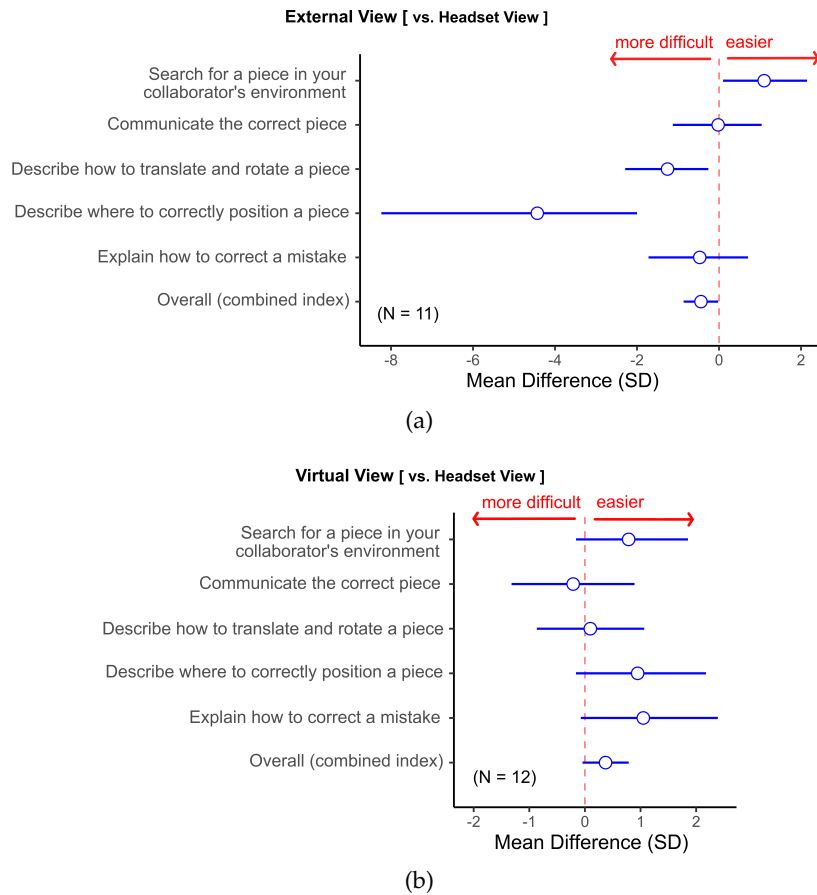 External View [ vs. Headset View ]
more difficult easier
Search for a piece in your
collaborator's environment
Communicate the correct piece
Describe how to translate and rotate a piece
Describe where to correctly position a piece
Explain how to correct a mistake
Overall (combined index)
(N = 11)
-8 -6 -4 -2 0 2
Mean Difference (SD)
(a)
Virtual View [ vs. Headset View ]
more difficult easier
Search for a piece in your
collaborator's environment
Communicate the correct piece
Describe how to translate and rotate a piece
Describe where to correctly position a piece
Explain how to correct a mistake
Overall (combined index)
(N = 12)
-2 -1 0 1 2
Mean Difference (SD)
(b)